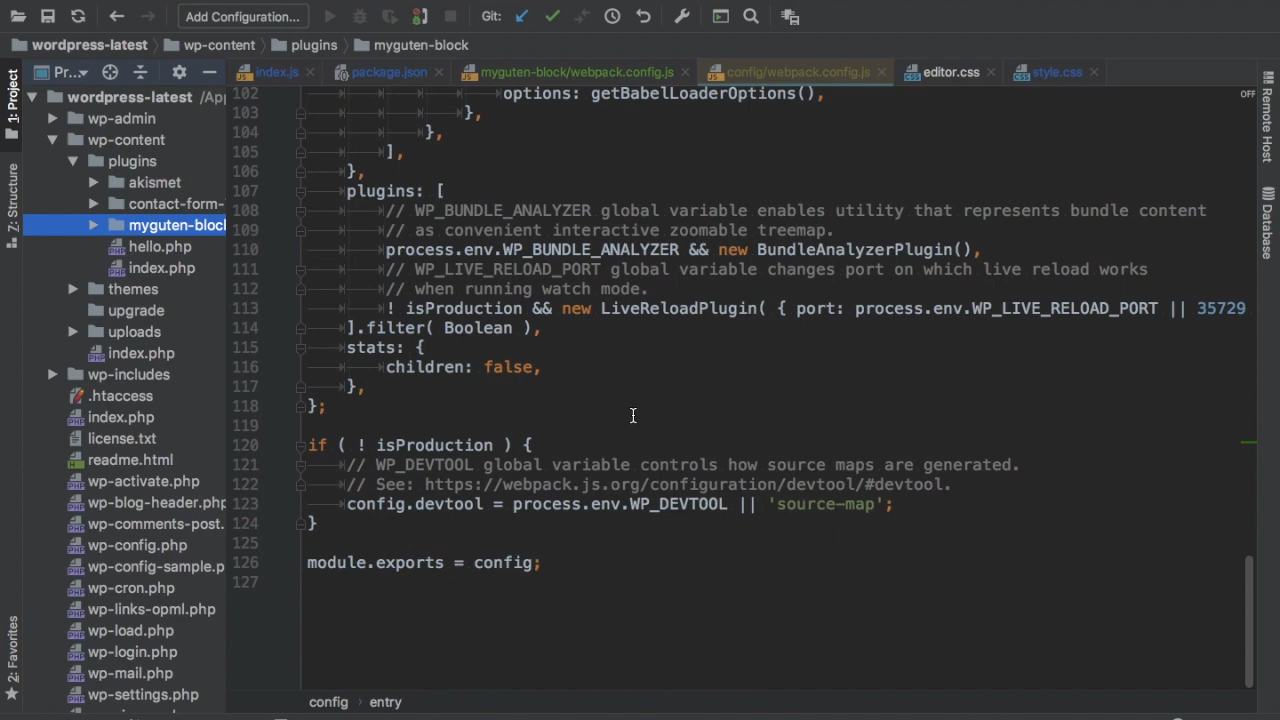 Add Configuration...
Git:
wordpress-latest
wp-content
plugins
myguten-block
1: Project
Z: Structure
2: Favorites
Pr...
wordpress-latest /App
wp-admin
wp-content
plugins
akismet
contact-form-
myguten-block
hello.php
index.php
themes
upgrade
uploads
index.php
wp-includes
.htaccess
index.php
license.txt
readme.html
wp-activate.php
wp-blog-header.php
wp-comments-post.
wp-config.php
wp-config-sample.p
wp-cron.php
wp-links-opml.php
wp-load.php
wp-login.php
wp-mail.php
wp-settings.php
index.js
package.json
myguten-block/webpack.config.js
config/webpack.config.js
editor.css
style.css
102 options: getBabelLoaderOptions(),
103 },
104 },
105 ],
106 },
107 plugins: [
108 // WP_BUNDLE_ANALYZER global variable enables utility that represents bundle content
109 // as convenient interactive zoomable treemap.
110 process.env.WP_BUNDLE_ANALYZER && new BundleAnalyzerPlugin(),
111 // WP_LIVE_RELOAD_PORT global variable changes port on which live reload works
112 // when running watch mode.
113 ! isProduction && new LiveReloadPlugin( { port: process.env.WP_LIVE_RELOAD_PORT || 35729
114 ].filter( Boolean ),
115 stats: {
116 children: false,
117 },
118 };
119
120 if ( ! isProduction ) {
121 // WP_DEVTOOL global variable controls how source maps are generated.
122 // See: https://webpack.js.org/configuration/devtool/#devtool.
123 config.devtool = process.env.WP_DEVTOOL || 'source-map';
124 }
125
126 module.exports = config;
127
config
entry
OFF
Remote Host
Database